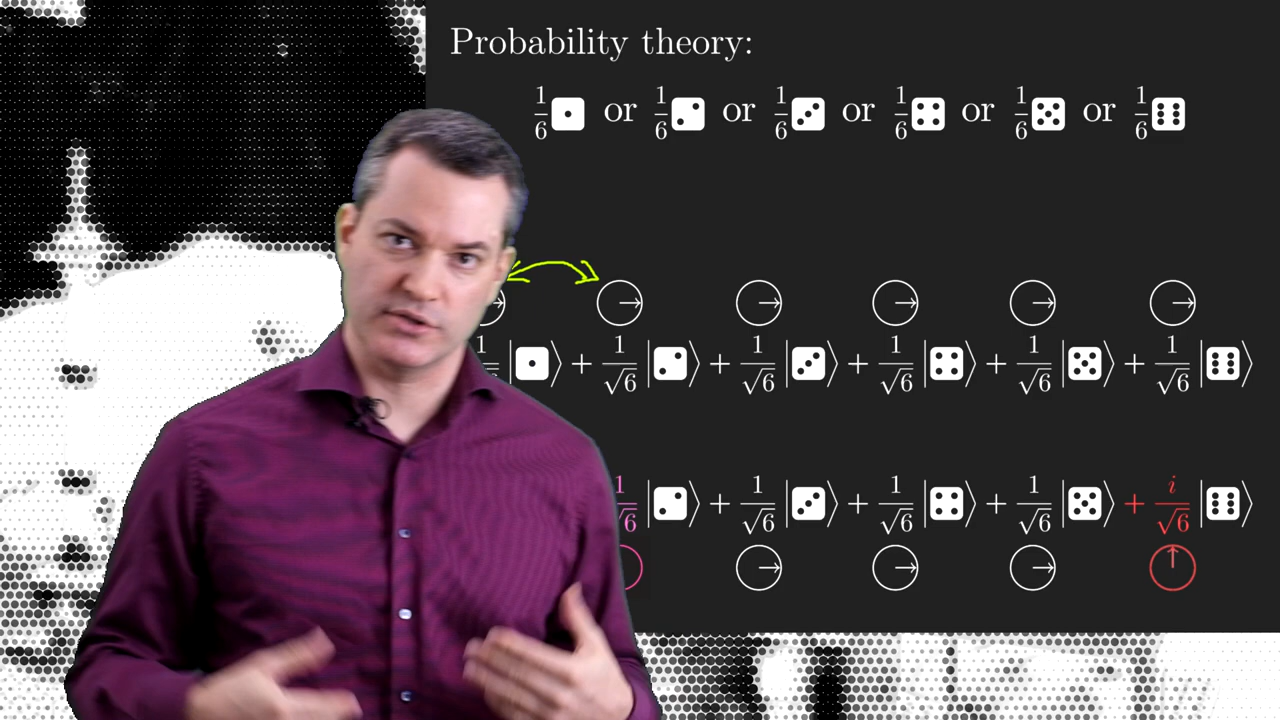 Probability theory:
1/6 ⚀ or 1/6 ⚁ or 1/6 ⚂ or 1/6 ⚃ or 1/6 ⚄ or 1/6 ⚅
|⚀⟩ + 1/√6 |⚁⟩ + 1/√6 |⚂⟩ + 1/√6 |⚃⟩ + 1/√6 |⚄⟩ + 1/√6 |⚅⟩
|⚁⟩ + 1/√6 |⚂⟩ + 1/√6 |⚃⟩ + 1/√6 |⚄⟩ + i/√6 |⚅⟩